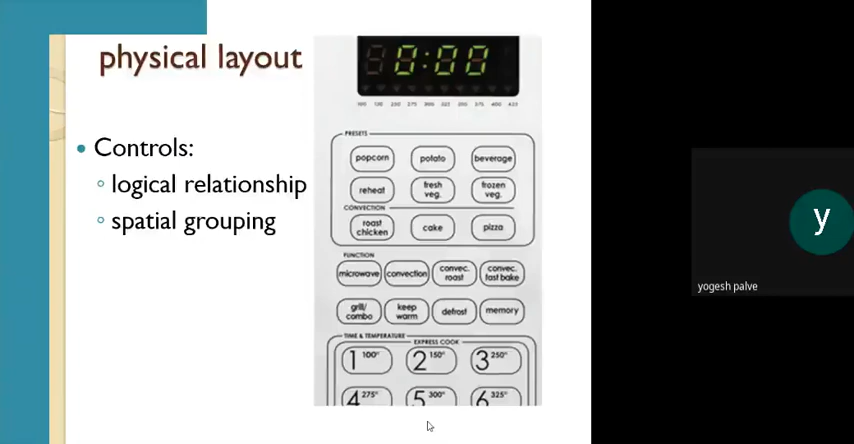 physical layout
• Controls:
◦ logical relationship
◦ spatial grouping
0:00
PRESETS
popcorn potato beverage
reheat fresh veg. frozen veg.
CONVECTION
roast chicken cake pizza
FUNCTION
microwave convection convec. roast convec. fast bake
grill/combo keep warm defrost memory
TIME & TEMPERATURE
EXPRESS COOK
1 100° 2 150° 3 250°
4 275° 5 300° 6 325°
y
yogesh palve